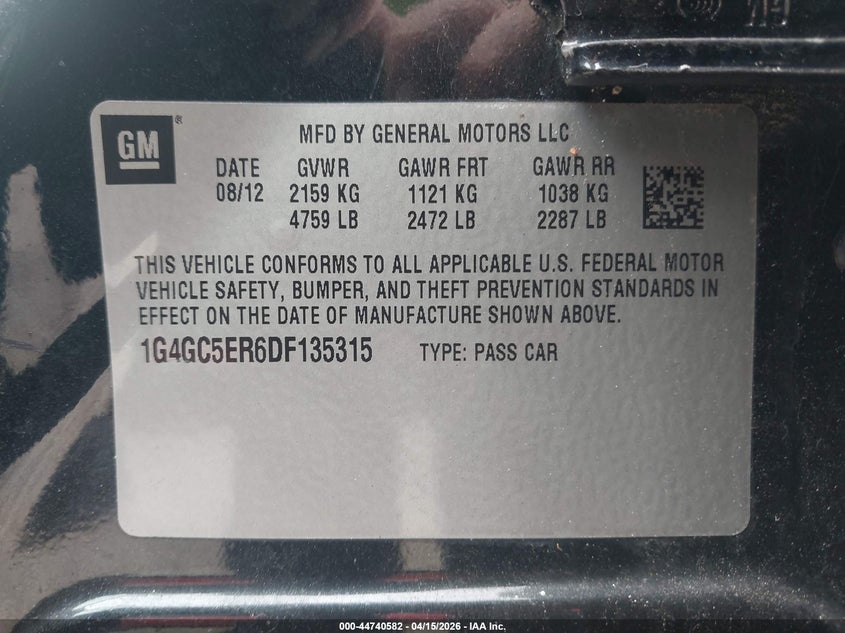 GM
®
MFD BY GENERAL MOTORS LLC
DATE GVWR GAWR FRT GAWR RR
08/12 2159 KG 1121 KG 1038 KG
4759 LB 2472 LB 2287 LB
THIS VEHICLE CONFORMS TO ALL APPLICABLE U.S. FEDERAL MOTOR
VEHICLE SAFETY, BUMPER, AND THEFT PREVENTION STANDARDS IN
EFFECT ON THE DATE OF MANUFACTURE SHOWN ABOVE.
1G4GC5ER6DF135315 TYPE: PASS CAR
000-44740582 - 04/15/2026 - IAA Inc.